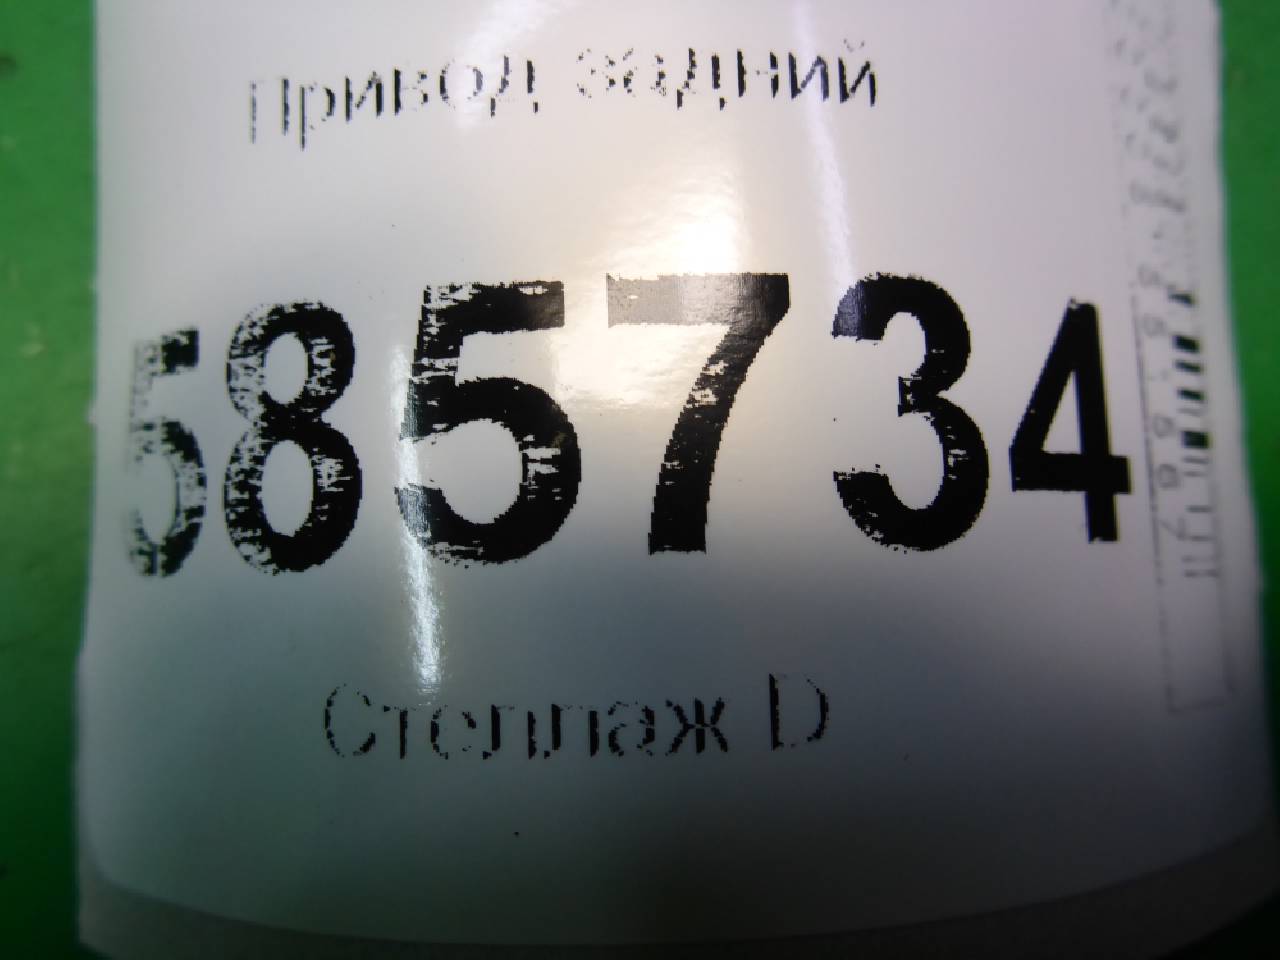 Привод задний
585734
Стеллаж D